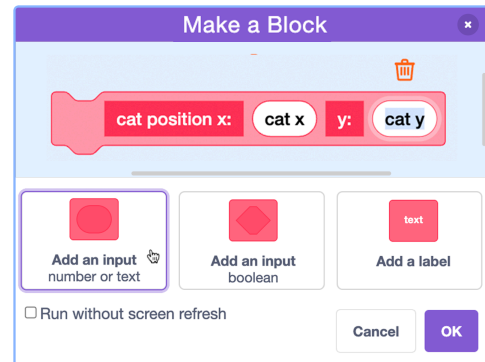 Make a Block
cat position x: cat x y: cat y
text
Add an input
number or text
Add an input
boolean
Add a label
Run without screen refresh
Cancel
OK